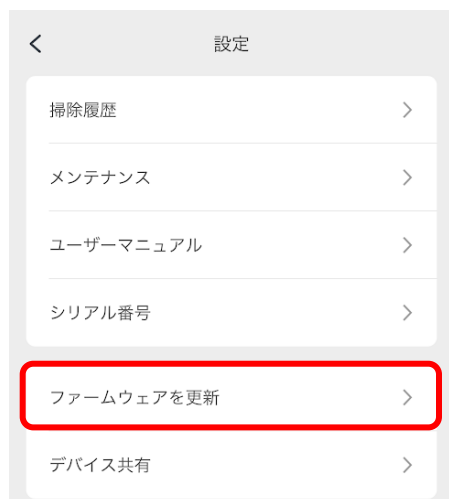 設定
掃除履歴
メンテナンス
ユーザーマニュアル
シリアル番号
ファームウェアを更新
デバイス共有